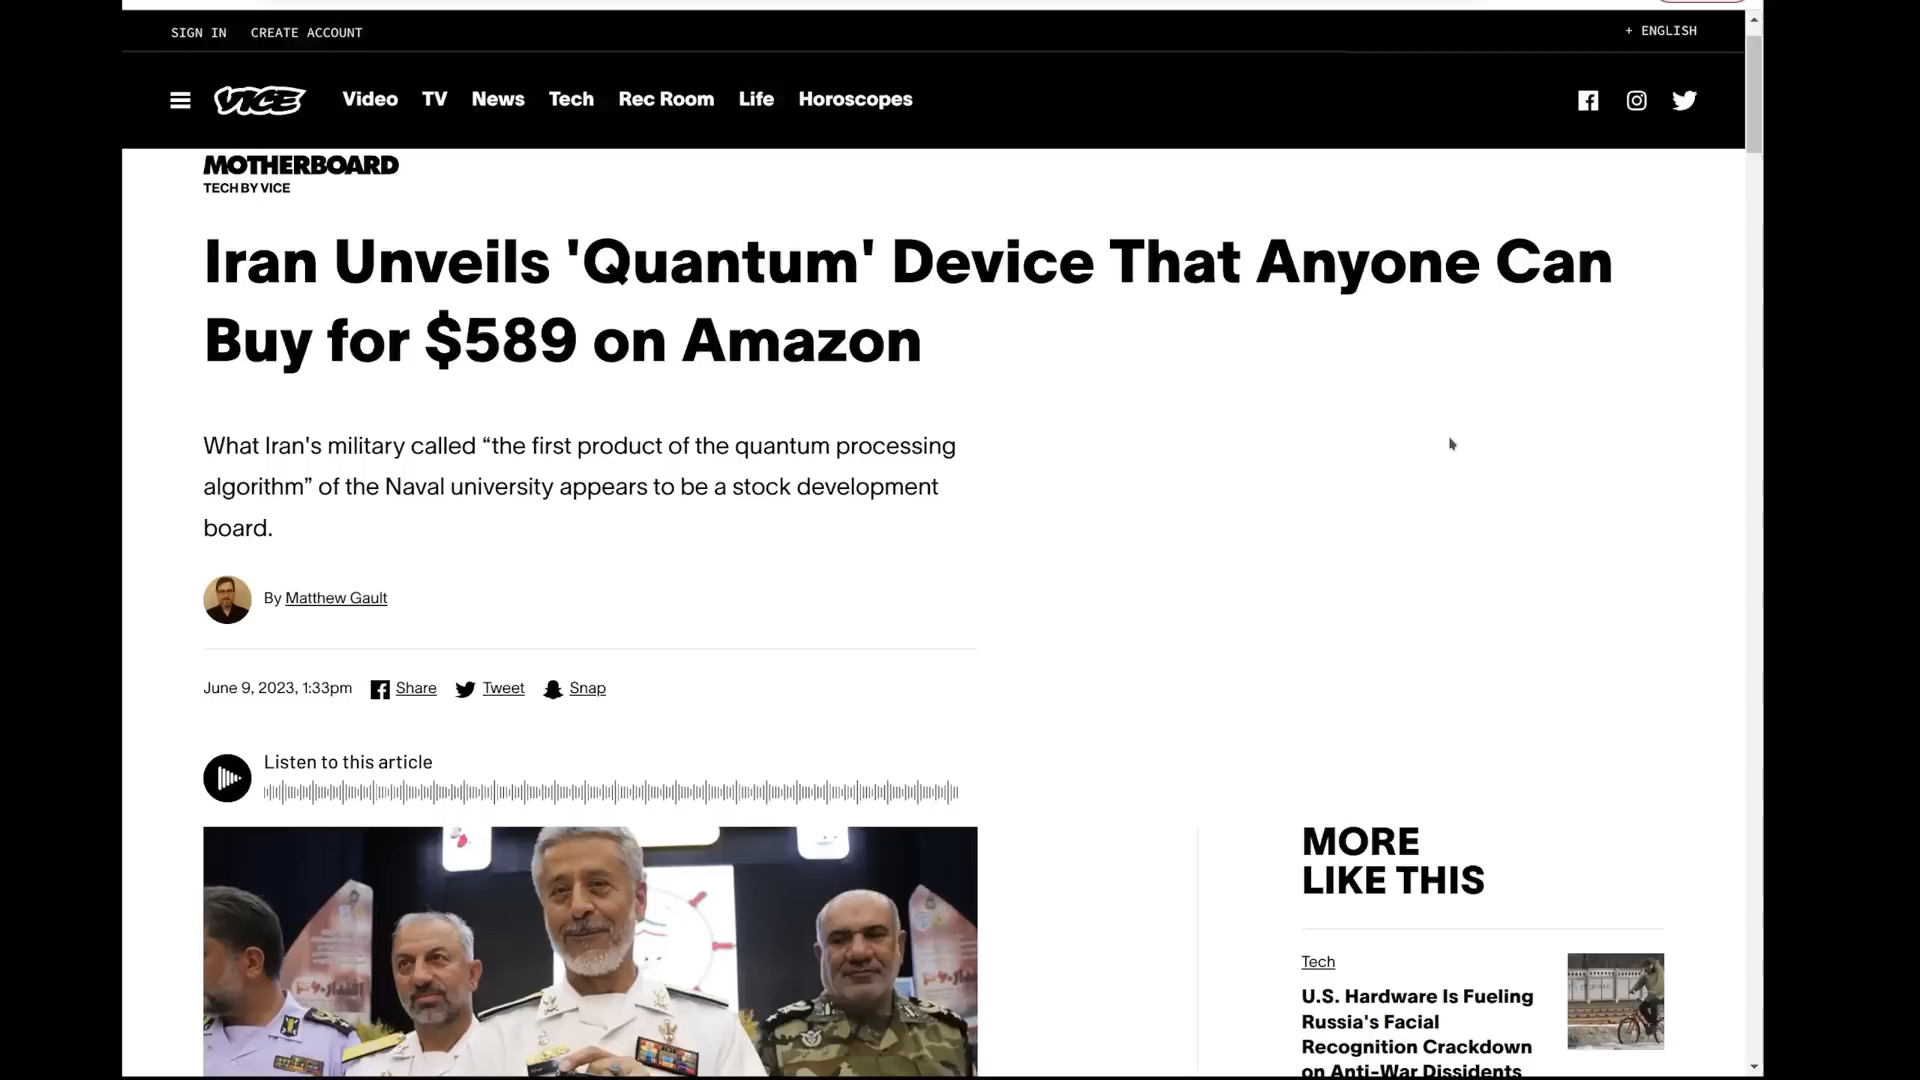 SIGN IN CREATE ACCOUNT
+ ENGLISH
VICE Video TV News Tech Rec Room Life Horoscopes
MOTHERBOARD
TECH BY VICE
Iran Unveils 'Quantum' Device That Anyone Can
Buy for $589 on Amazon
What Iran's military called “the first product of the quantum processing
algorithm” of the Naval university appears to be a stock development
board.
By Matthew Gault
June 9, 2023, 1:33pm Share Tweet Snap
Listen to this article
MORE
LIKE THIS
Tech
U.S. Hardware Is Fueling
Russia's Facial
Recognition Crackdown
on Anti-War Dissidents